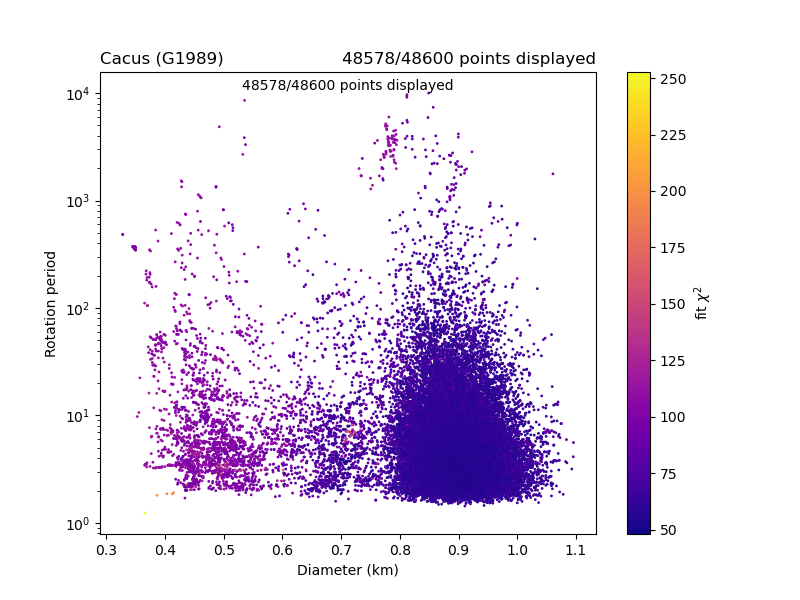 Cacus (G1989) 48578/48600 points displayed
48578/48600 points displayed
Rotation period
10⁴
10³
10²
10¹
10⁰
0.3 0.4 0.5 0.6 0.7 0.8 0.9 1.0 1.1
Diameter (km)
250
225
200
175
150
125
100
75
50
fit χ²